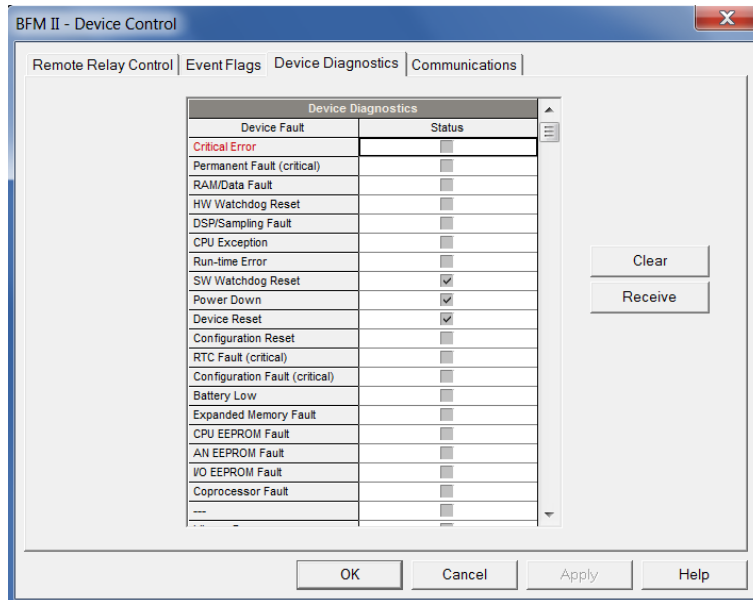 BFM II - Device Control
Remote Relay Control Event Flags Device Diagnostics Communications
Device Diagnostics
Device Fault Status
Critical Error
Permanent Fault (critical)
RAM/Data Fault
HW Watchdog Reset
DSP/Sampling Fault
CPU Exception
Run-time Error
SW Watchdog Reset
Power Down
Device Reset
Configuration Reset
RTC Fault (critical)
Configuration Fault (critical)
Battery Low
Expanded Memory Fault
CPU EEPROM Fault
AN EEPROM Fault
I/O EEPROM Fault
Coprocessor Fault
---
Clear
Receive
OK Cancel Apply Help